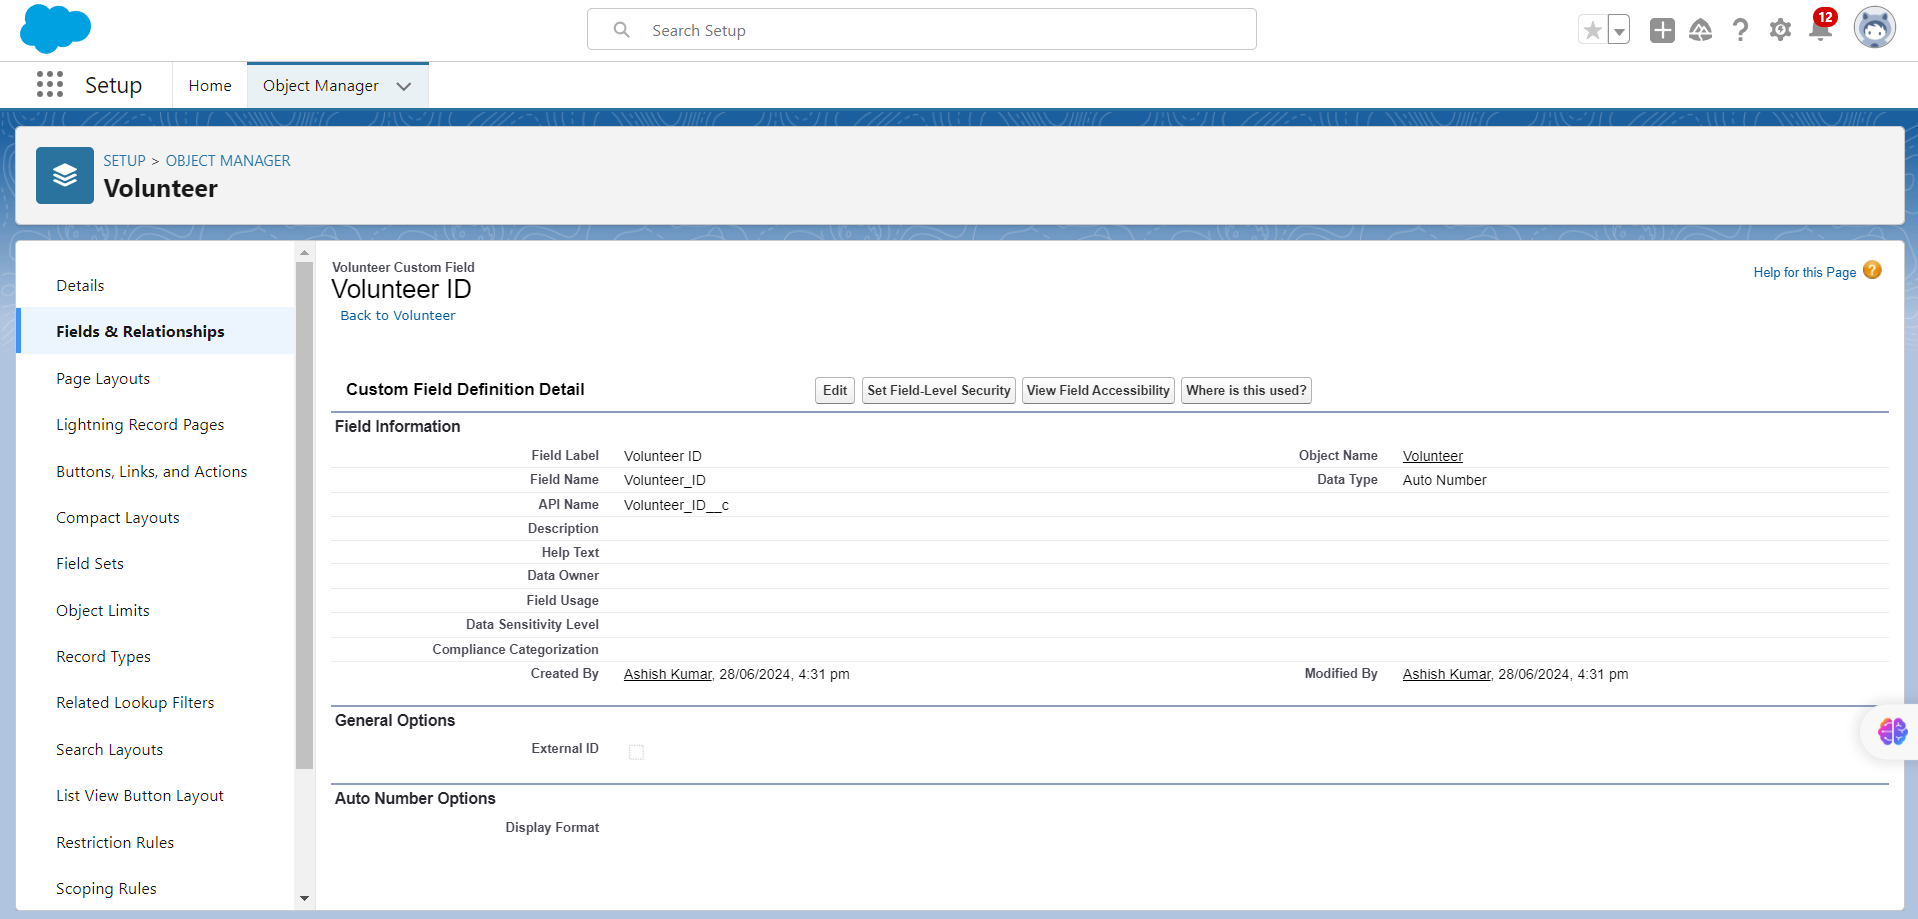 Search Setup
12
Setup
Home
Object Manager
SETUP > OBJECT MANAGER
Volunteer
Details
Fields & Relationships
Page Layouts
Lightning Record Pages
Buttons, Links, and Actions
Compact Layouts
Field Sets
Object Limits
Record Types
Related Lookup Filters
Search Layouts
List View Button Layout
Restriction Rules
Scoping Rules
Volunteer Custom Field
Volunteer ID
Back to Volunteer
Help for this Page ?
Custom Field Definition Detail Edit Set Field-Level Security View Field Accessibility Where is this used?
Field Information
Field Label Volunteer ID Object Name Volunteer
Field Name Volunteer_ID Data Type Auto Number
API Name Volunteer_ID__c
Description
Help Text
Data Owner
Field Usage
Data Sensitivity Level
Compliance Categorization
Created By Ashish Kumar, 28/06/2024, 4:31 pm Modified By Ashish Kumar, 28/06/2024, 4:31 pm
General Options
External ID
Auto Number Options
Display Format